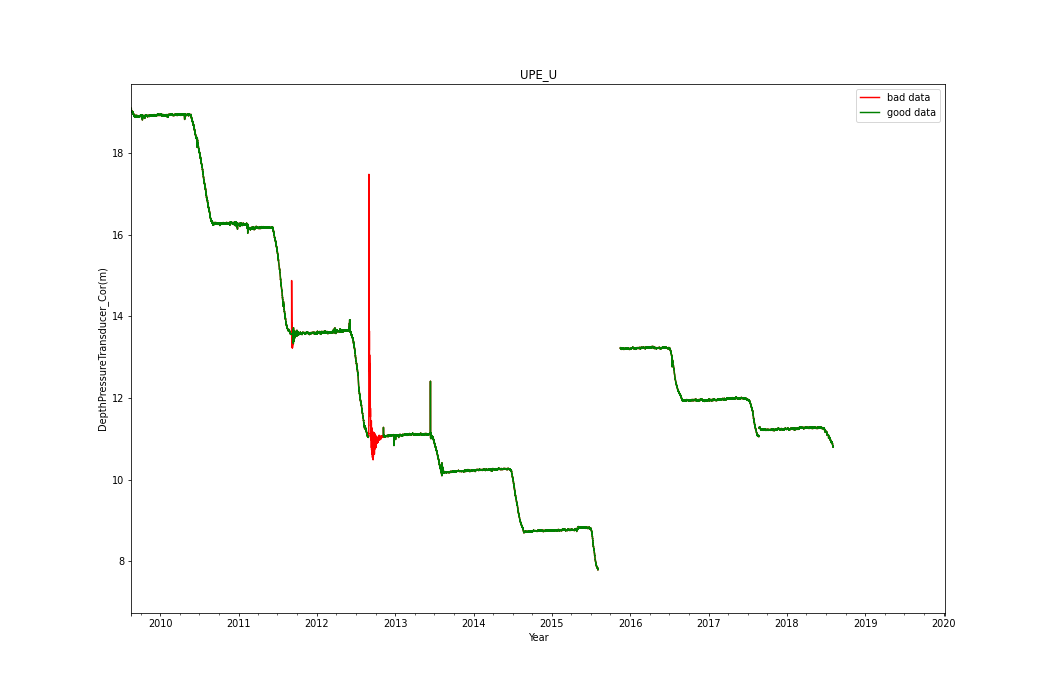 UPE_U
bad data
good data
DepthPressureTransducer_Cor(m)
18
16
14
12
10
8
2010 2011 2012 2013 2014 2015 2016 2017 2018 2019 2020
Year